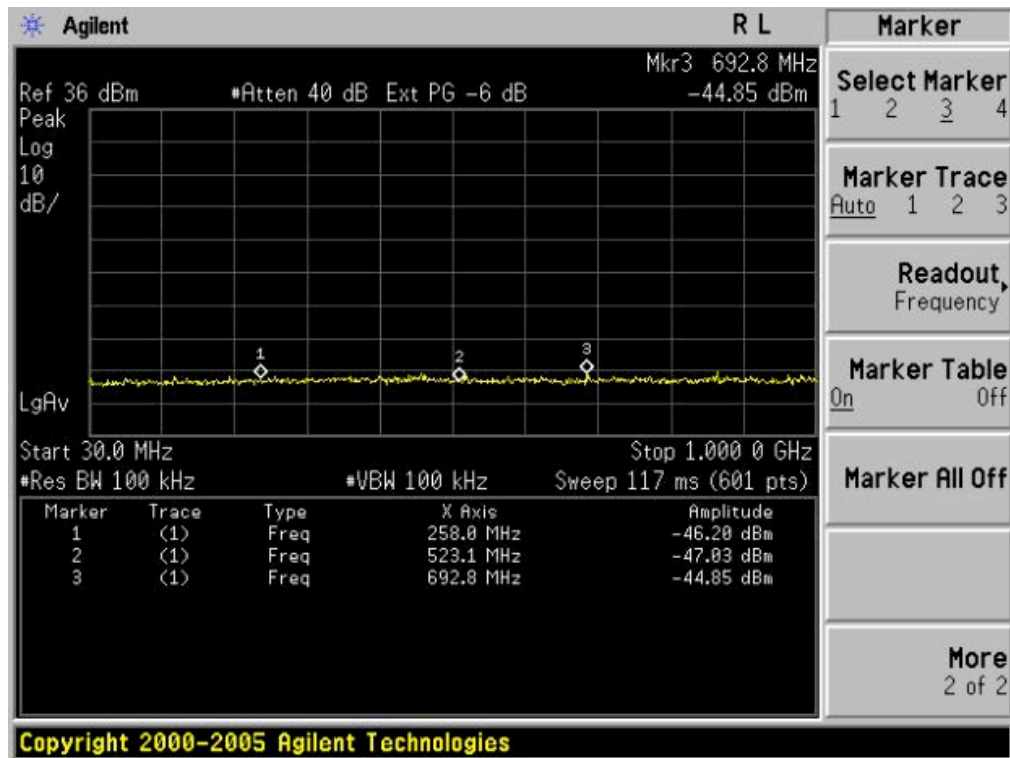 Agilent R L Marker
Mkr3 692.8 MHz
Ref 36 dBm #Atten 40 dB Ext PG -6 dB -44.85 dBm
Peak
Log
10
dB/
1 2 3
LgAv
Start 30.0 MHz Stop 1.000 0 GHz
#Res BW 100 kHz #VBW 100 kHz Sweep 117 ms (601 pts)
Marker Trace Type X Axis Amplitude
1 (1) Freq 258.0 MHz -46.20 dBm
2 (1) Freq 523.1 MHz -47.03 dBm
3 (1) Freq 692.8 MHz -44.85 dBm
Select Marker
1 2 3 4
Marker Trace
Auto 1 2 3
Readout
Frequency
Marker Table
On Off
Marker All Off
More
2 of 2
Copyright 2000-2005 Agilent Technologies